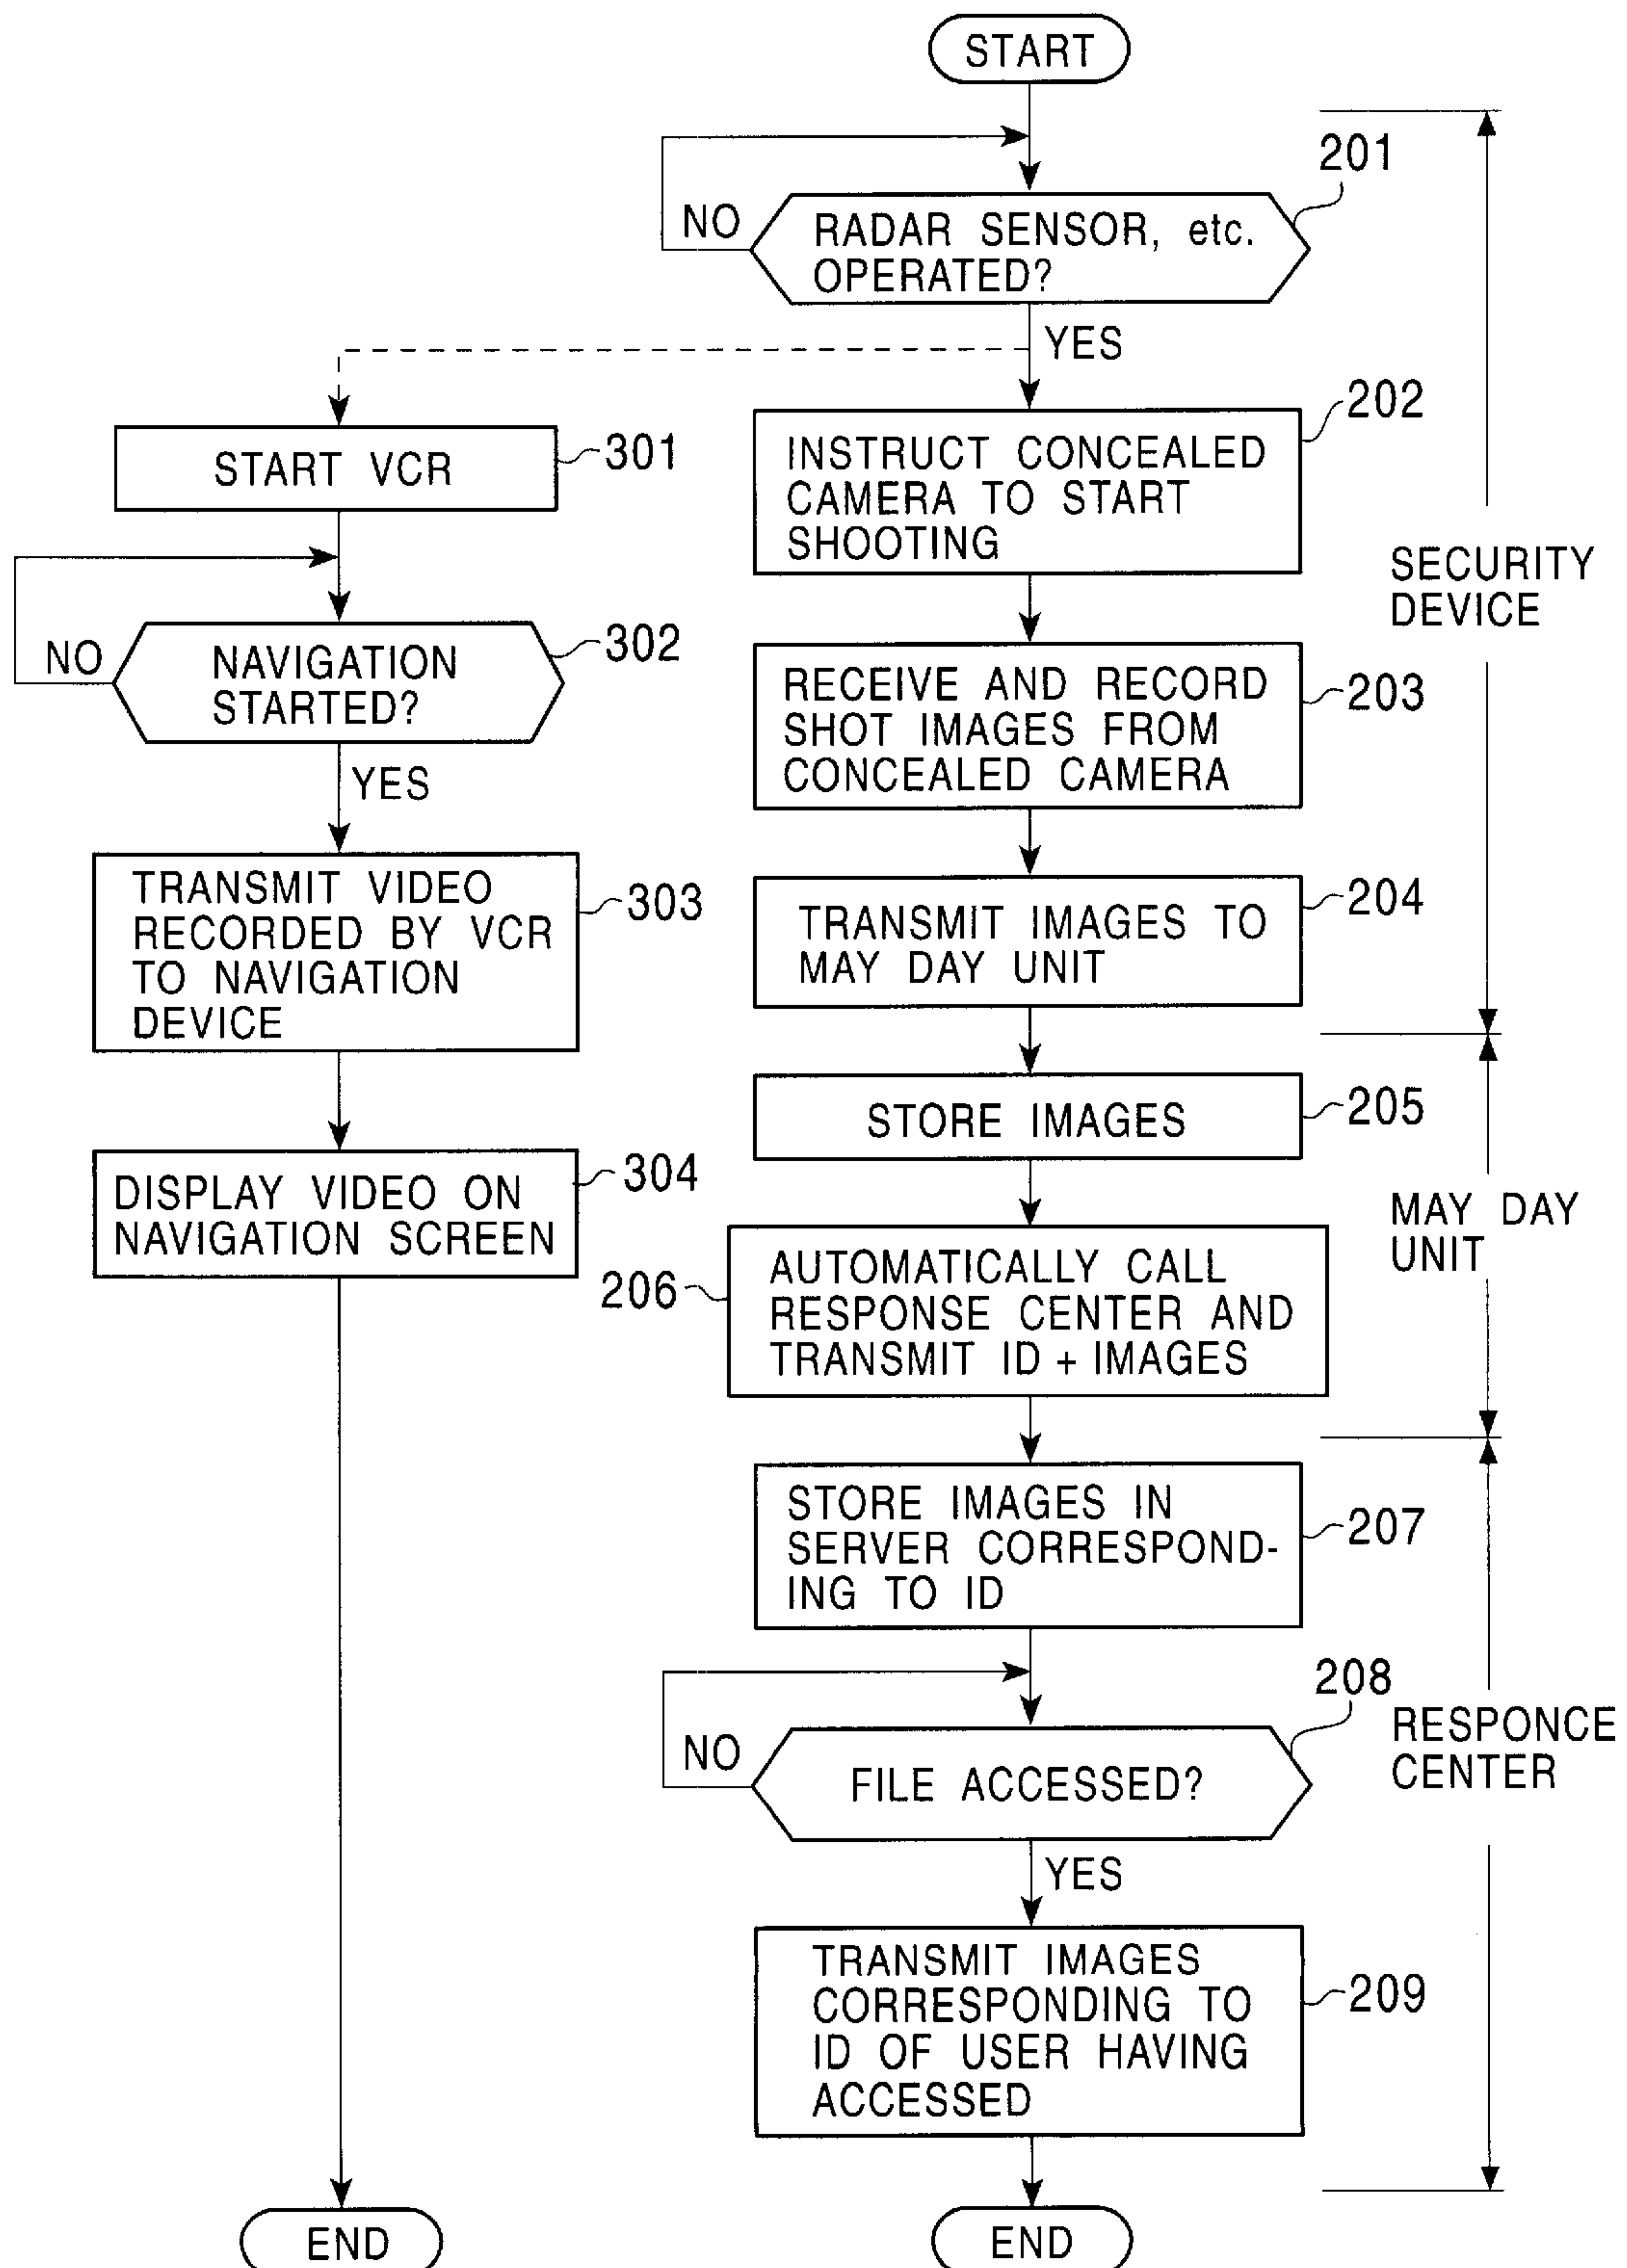 START
201
NO
RADAR SENSOR, etc.
OPERATED?
YES
202
INSTRUCT CONCEALED
CAMERA TO START
SHOOTING
START VCR
301
SECURITY
DEVICE
NO
NAVIGATION
STARTED?
302
RECEIVE AND RECORD
SHOT IMAGES FROM
CONCEALED CAMERA
203
YES
TRANSMIT VIDEO
RECORDED BY VCR
TO NAVIGATION
DEVICE
303
TRANSMIT IMAGES TO
MAY DAY UNIT
204
STORE IMAGES
205
DISPLAY VIDEO ON
NAVIGATION SCREEN
304
MAY DAY
UNIT
206
AUTOMATICALLY CALL
RESPONSE CENTER AND
TRANSMIT ID + IMAGES
STORE IMAGES IN
SERVER CORRESPOND-
ING TO ID
207
208
NO
FILE ACCESSED?
RESPONCE
CENTER
YES
TRANSMIT IMAGES
CORRESPONDING TO
ID OF USER HAVING
ACCESSED
209
END
END